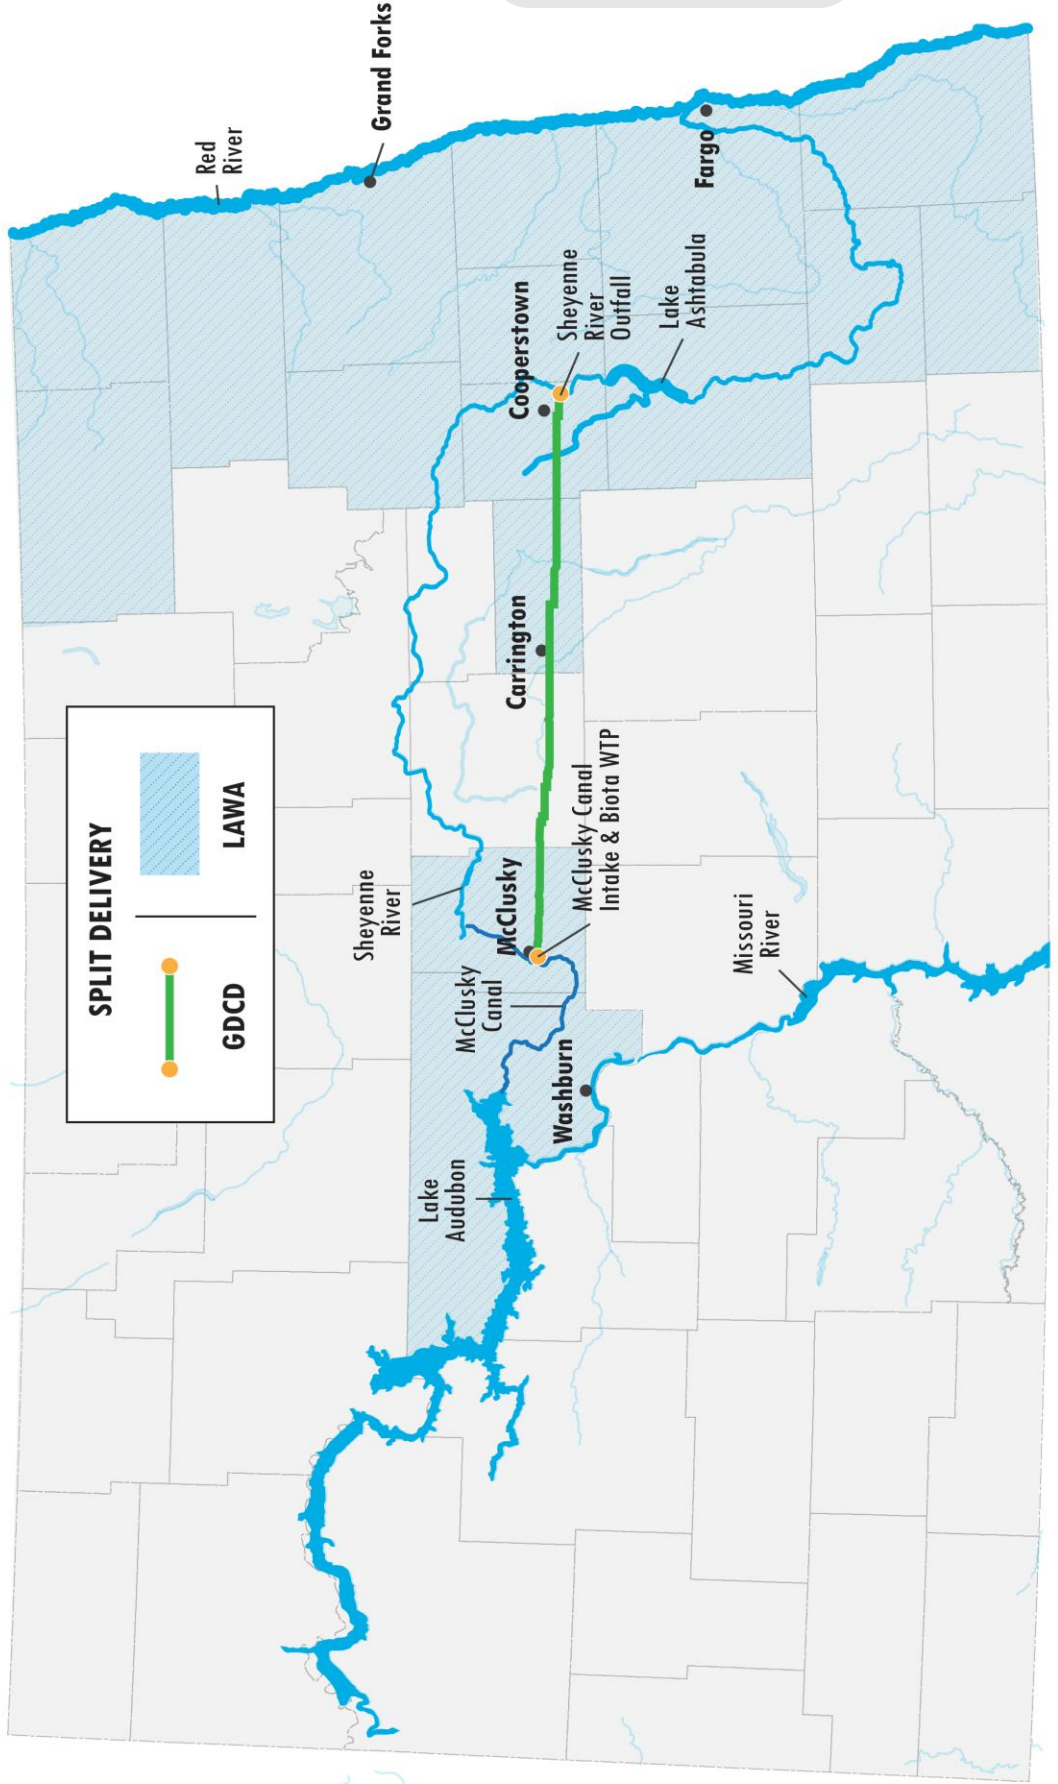 SPLIT DELIVERY
GDCD
LAWA
Red
River
Grand Forks
Sheyenne
River
McClusky
McClusky
Canal
McClusky Canal
Intake & Biota WTP
Carrington
Cooperstown
Sheyenne
River
Outfall
Lake
Ashtabula
Fargo
Lake
Audubon
Washburn
Missouri
River